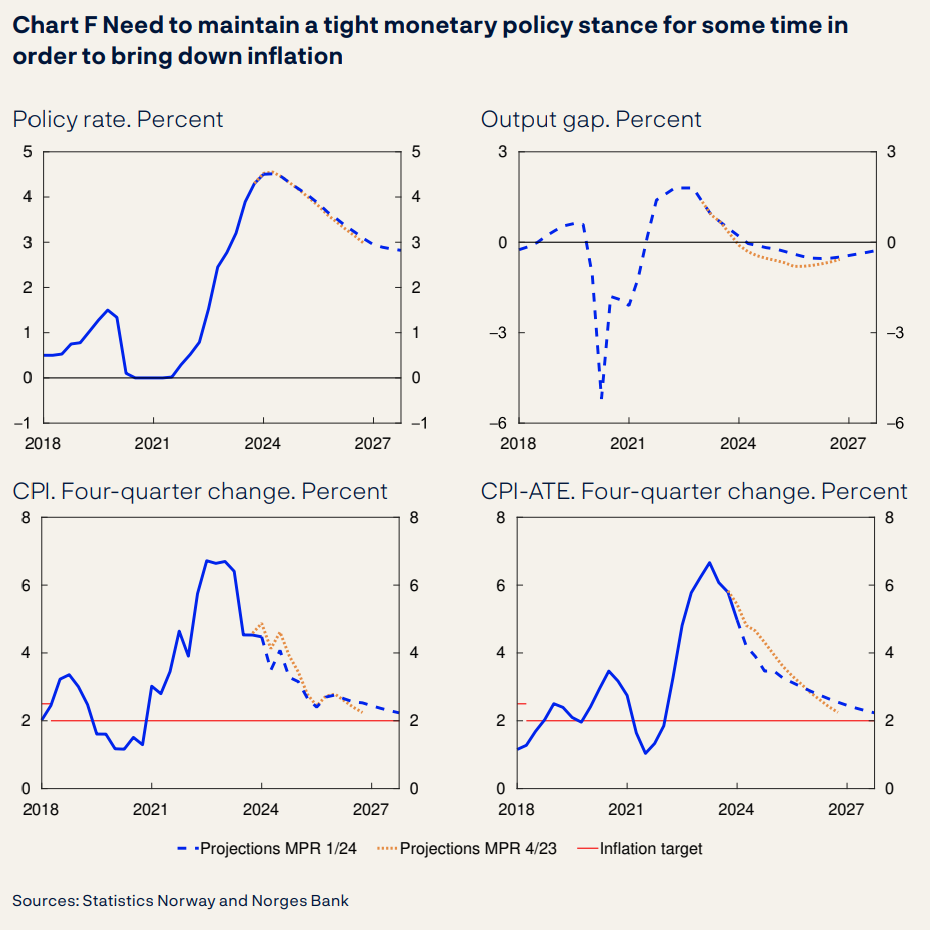 Chart F Need to maintain a tight monetary policy stance for some time in
order to bring down inflation
Policy rate. Percent
5 5
4 4
3 3
2 2
1 1
0 0
−1 −1
2018 2021 2024 2027
Output gap. Percent
3 3
0 0
−3 −3
−6 −6
2018 2021 2024 2027
CPI. Four-quarter change. Percent
8 8
6 6
4 4
2 2
0 0
2018 2021 2024 2027
CPI-ATE. Four-quarter change. Percent
8 8
6 6
4 4
2 2
0 0
2018 2021 2024 2027
Projections MPR 1/24 Projections MPR 4/23 Inflation target
Sources: Statistics Norway and Norges Bank